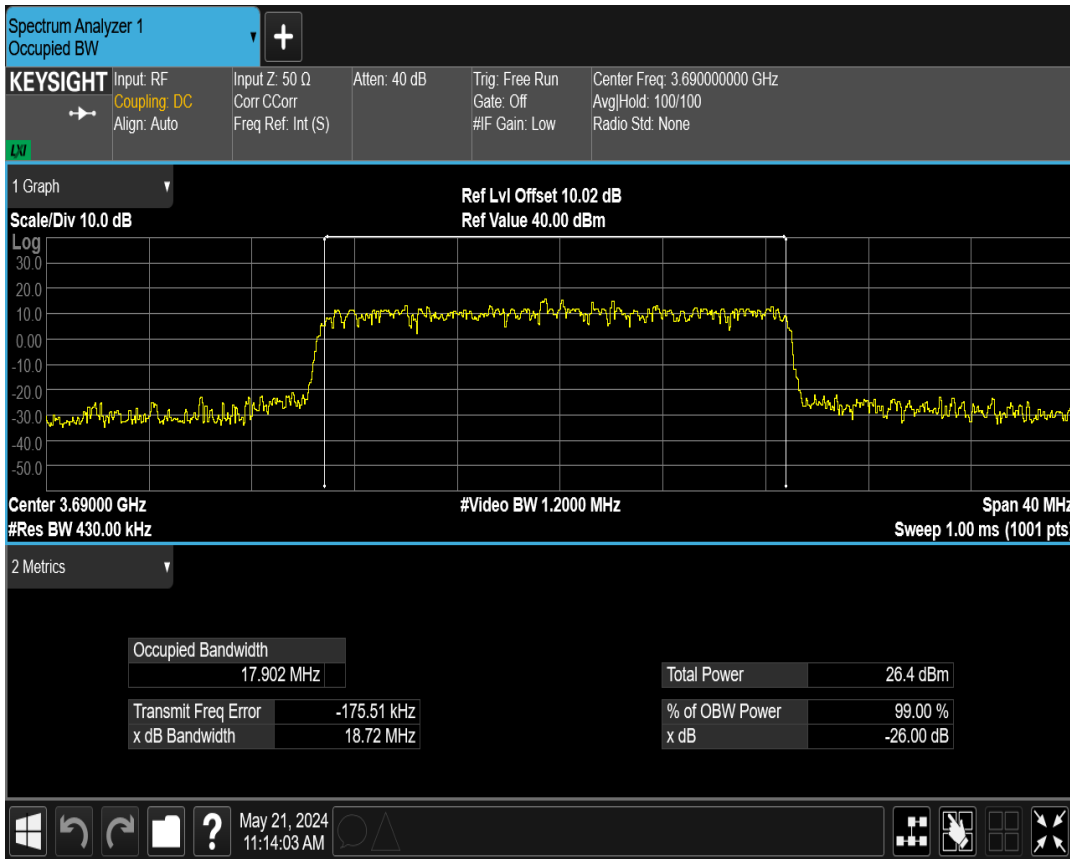 Spectrum Analyzer 1
Occupied BW
+
KEYSIGHT
LXI
Input: RF
Coupling: DC
Align: Auto
Input Z: 50 Ω
Corr CCorr
Freq Ref: Int (S)
Atten: 40 dB
Trig: Free Run
Gate: Off
#IF Gain: Low
Center Freq: 3.690000000 GHz
Avg|Hold: 100/100
Radio Std: None
1 Graph
Scale/Div 10.0 dB
Ref Lvl Offset 10.02 dB
Ref Value 40.00 dBm
Log
30.0
20.0
10.0
0.00
-10.0
-20.0
-30.0
-40.0
-50.0
Center 3.69000 GHz
#Res BW 430.00 kHz
#Video BW 1.2000 MHz
Span 40 MHz
Sweep 1.00 ms (1001 pts)
2 Metrics
Occupied Bandwidth
17.902 MHz
Transmit Freq Error -175.51 kHz
x dB Bandwidth 18.72 MHz
Total Power 26.4 dBm
% of OBW Power 99.00 %
x dB -26.00 dB
?
May 21, 2024
11:14:03 AM